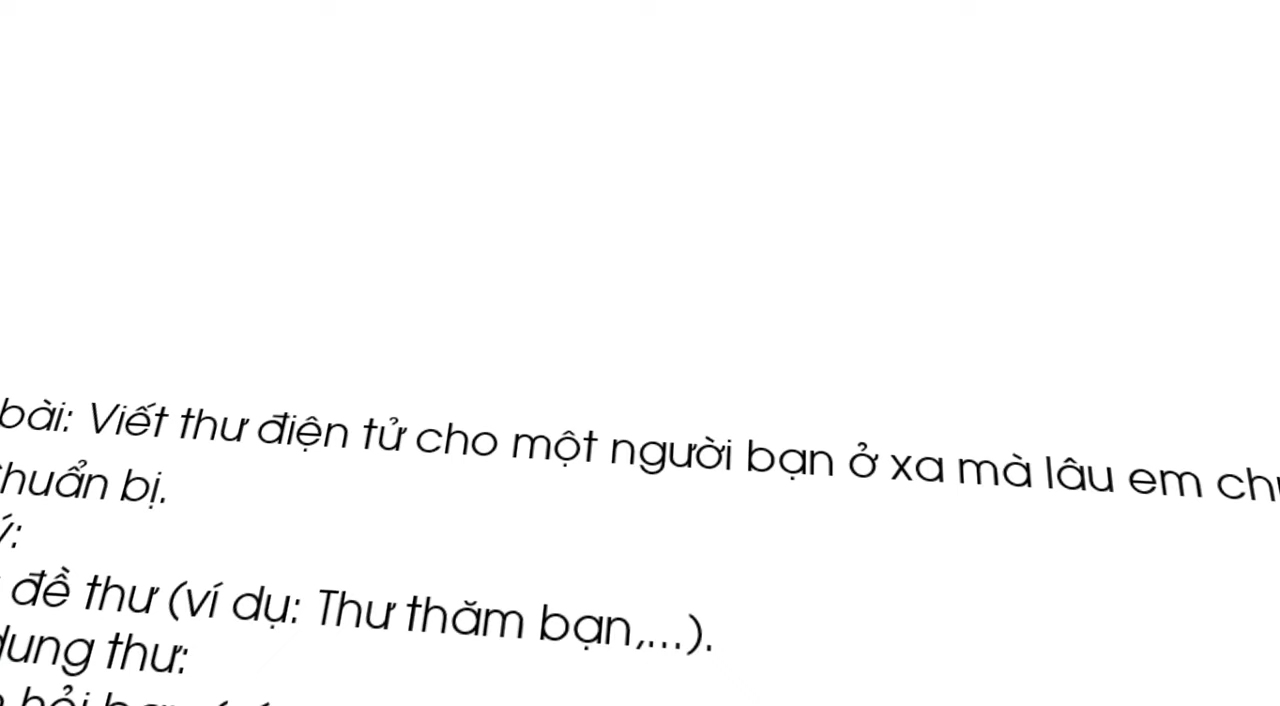 bài: Viết thư điện tử cho một người bạn ở xa mà lâu em
huẩn bị.
đề thư (ví dụ: Thư thăm bạn,...).
dung thư: